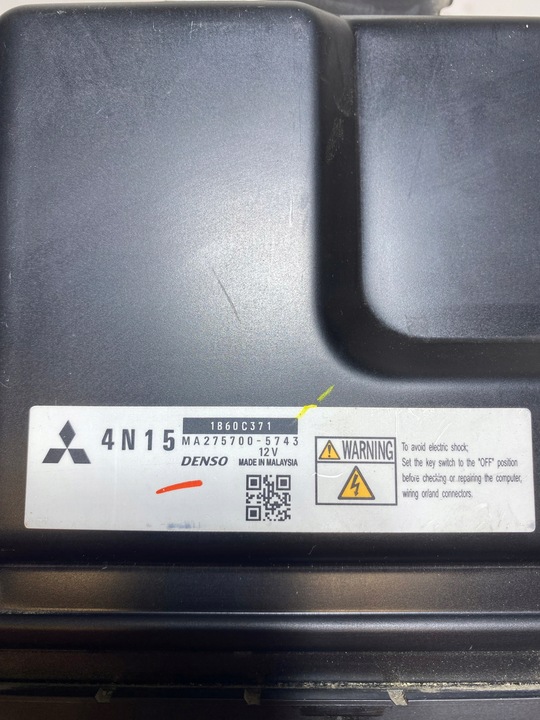 4N15
1860C371
MA275700-5743
12V
DENSO MADE IN MALAYSIA
WARNING
To avoid electric shock;
Set the key switch to the "OFF" position
before checking or repairing the computer,
wiring or/and connectors.